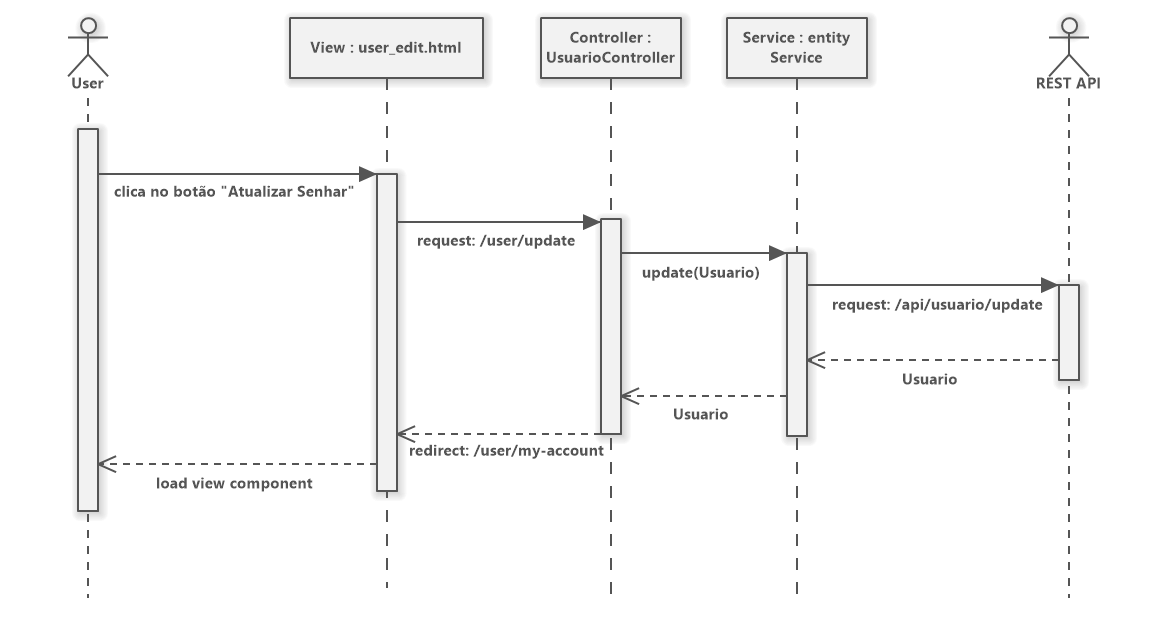 User
View : user_edit.html
Controller :
UsuarioController
Service : entity
Service
REST API
clica no botão "Atualizar Senhar"
request: /user/update
update(Usuario)
request: /api/usuario/update
Usuario
Usuario
redirect: /user/my-account
load view component